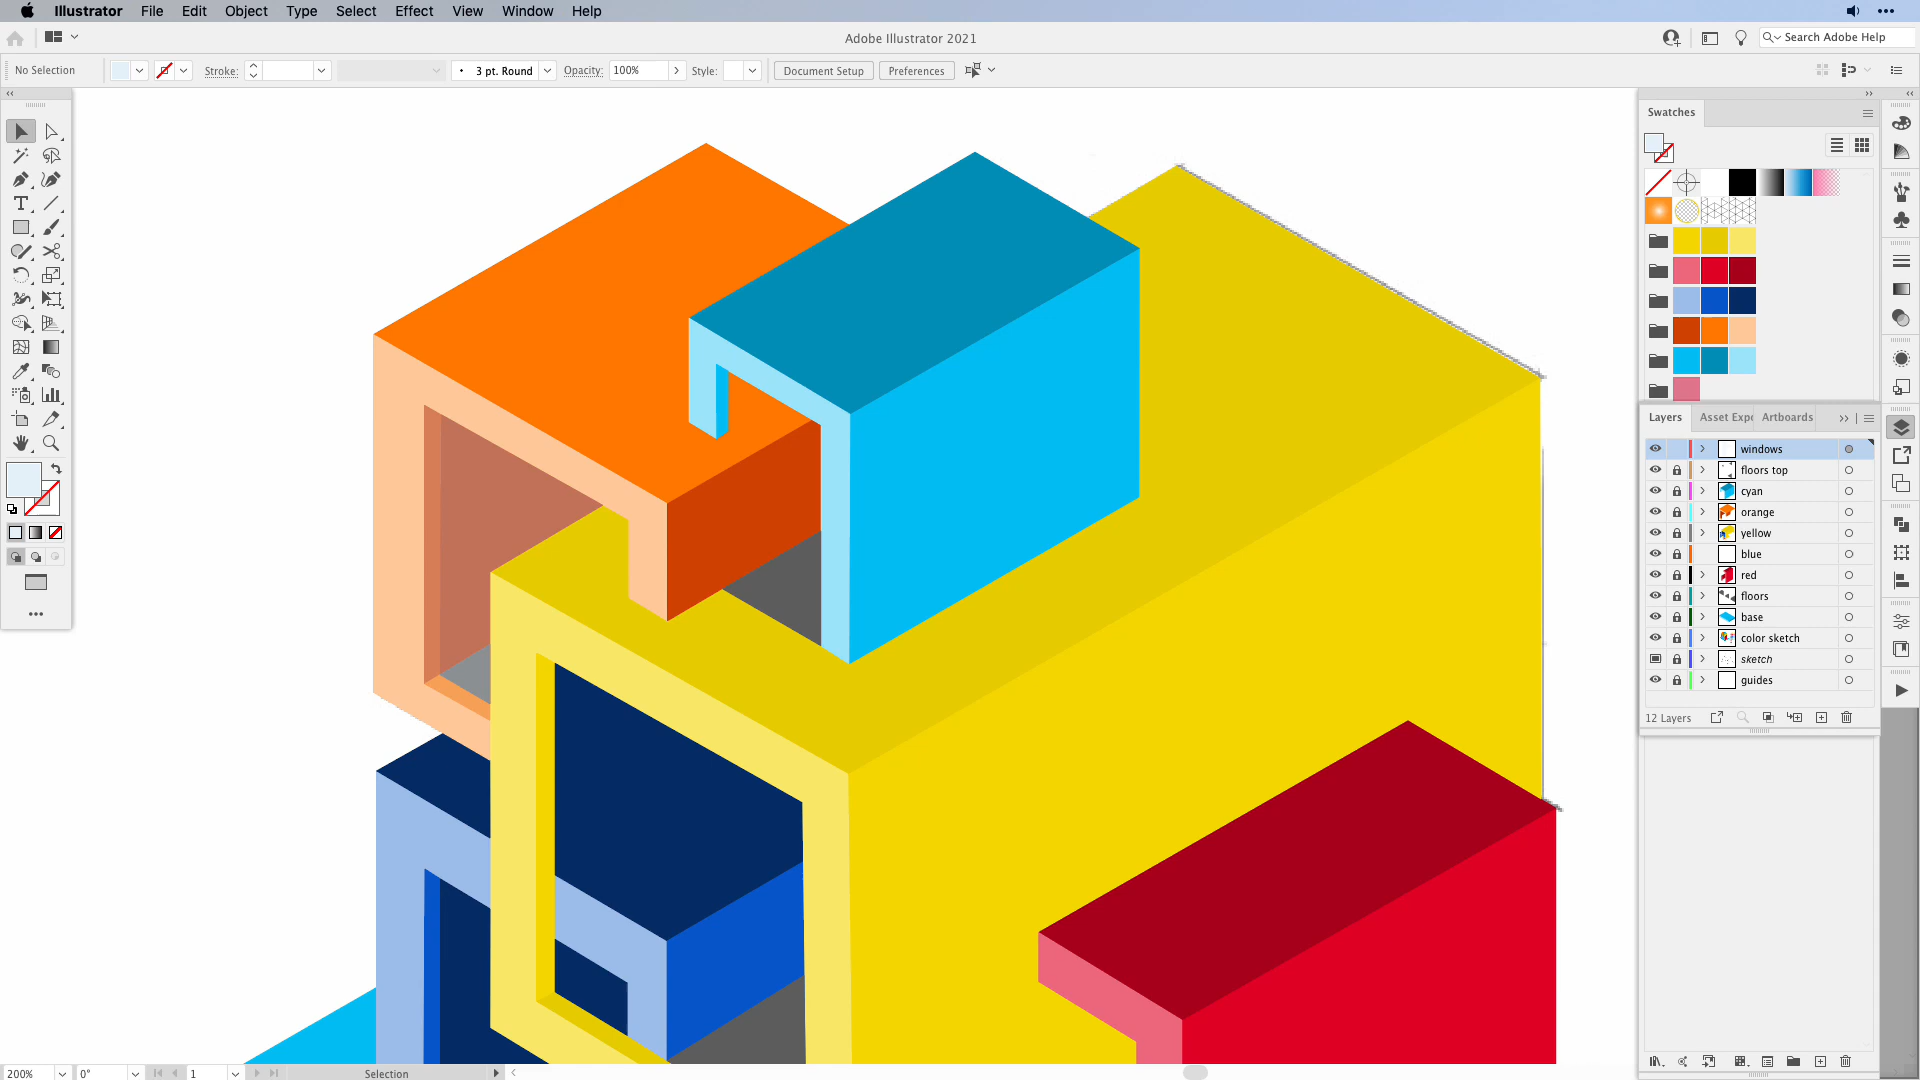 Illustrator File Edit Object Type Select Effect View Window Help
Adobe Illustrator 2021
Search Adobe Help
No Selection
Stroke:
3 pt. Round
Opacity: 100%
Style:
Document Setup
Preferences
Swatches
Layers Asset Expo Artboards
windows
floors top
cyan
orange
yellow
blue
red
floors
base
color sketch
sketch
guides
12 Layers
200%
0°
1
Selection